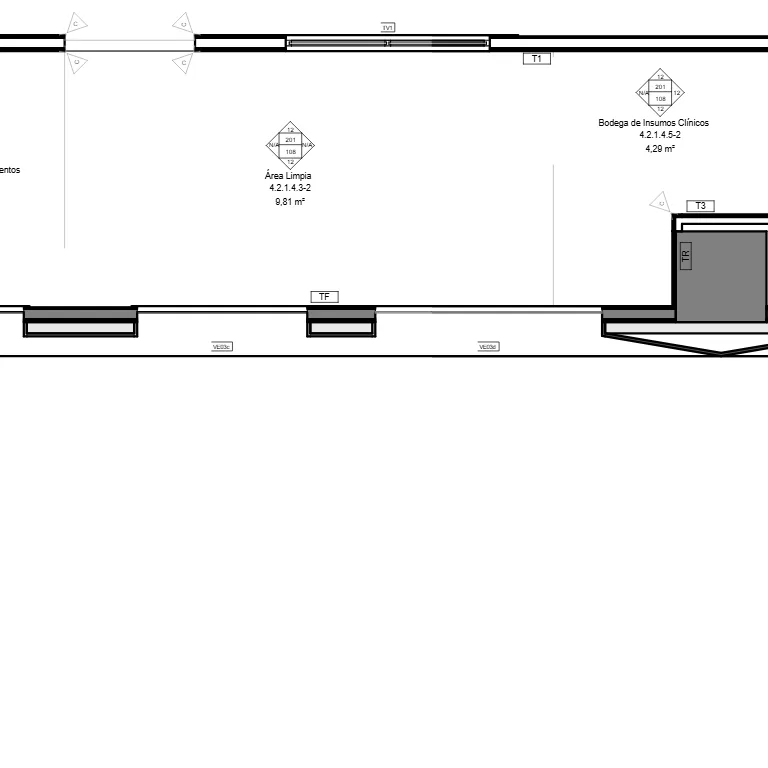 C
C
TV1
C
C
T1
12
201
N/A
12
108
12
Bodega de Insumos Clínicos
4.2.1.4.5-2
4,29 m²
12
201
N/A
N/A
108
12
Área Limpia
4.2.1.4.3-2
9,81 m²
entos
C
T3
TR
TF
VE03c
VE03d